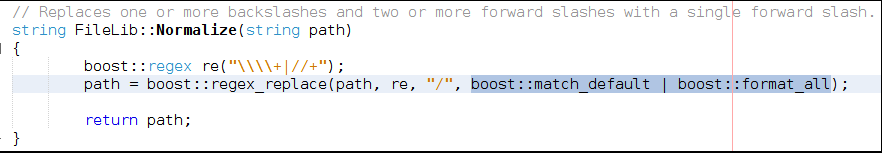 // Replaces one or more backslashes and two or more forward slashes with a single forward slash.
string FileLib::Normalize(string path)
{
boost::regex re("\\\\+|//+");
path = boost::regex_replace(path, re, "/", boost::match_default | boost::format_all);
return path;
}